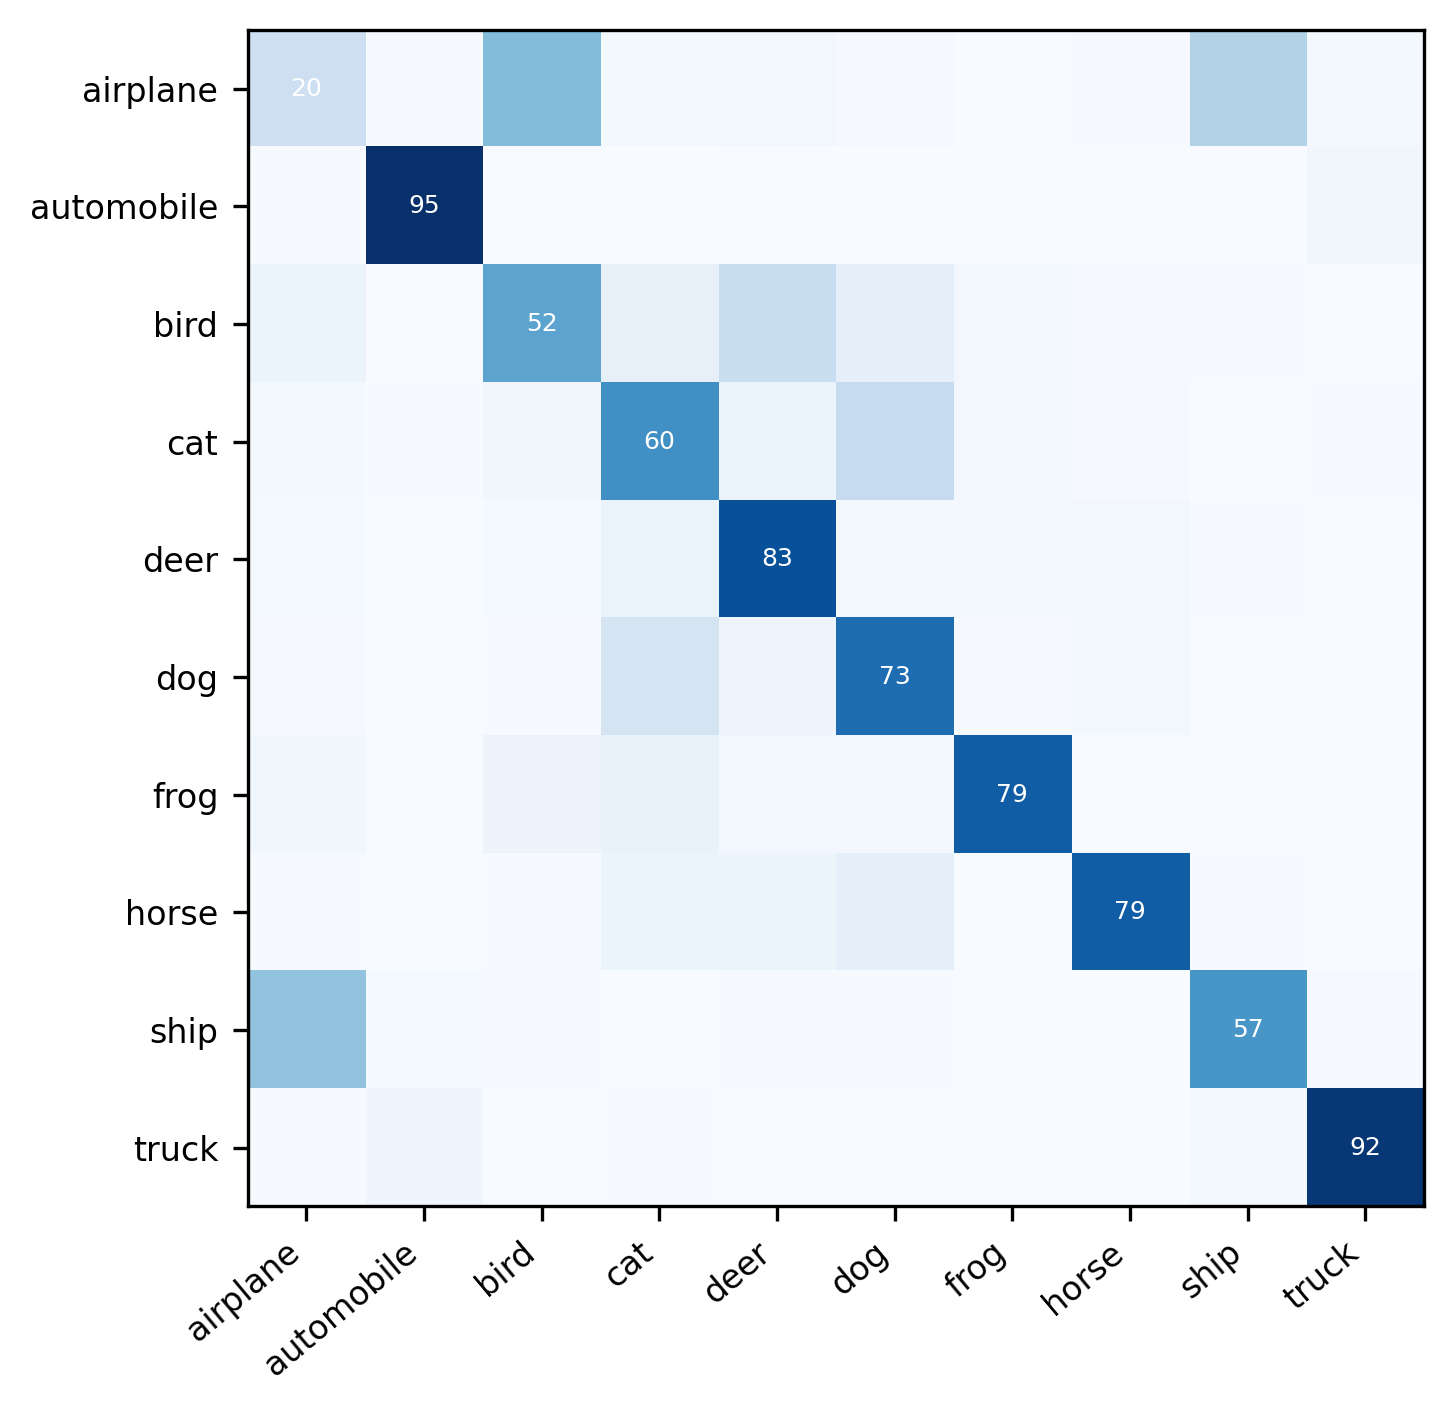 airplane 20
automobile 95
bird 52
cat 60
deer 83
dog 73
frog 79
horse 79
ship 57
truck 92
airplane
automobile
bird
cat
deer
dog
frog
horse
ship
truck